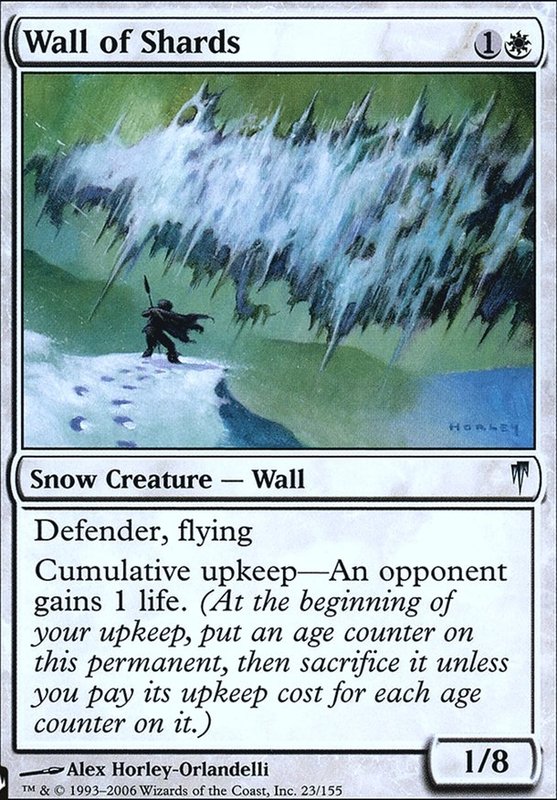 Wall of Shards 1
HORLEY
Snow Creature — Wall
Defender, flying
Cumulative upkeep—An opponent
gains 1 life. (At the beginning of
your upkeep, put an age counter on
this permanent, then sacrifice it unless
you pay its upkeep cost for each age
counter on it.)
1/8
Alex Horley-Orlandelli
™ & © 1993–2006 Wizards of the Coast, Inc. 23/155